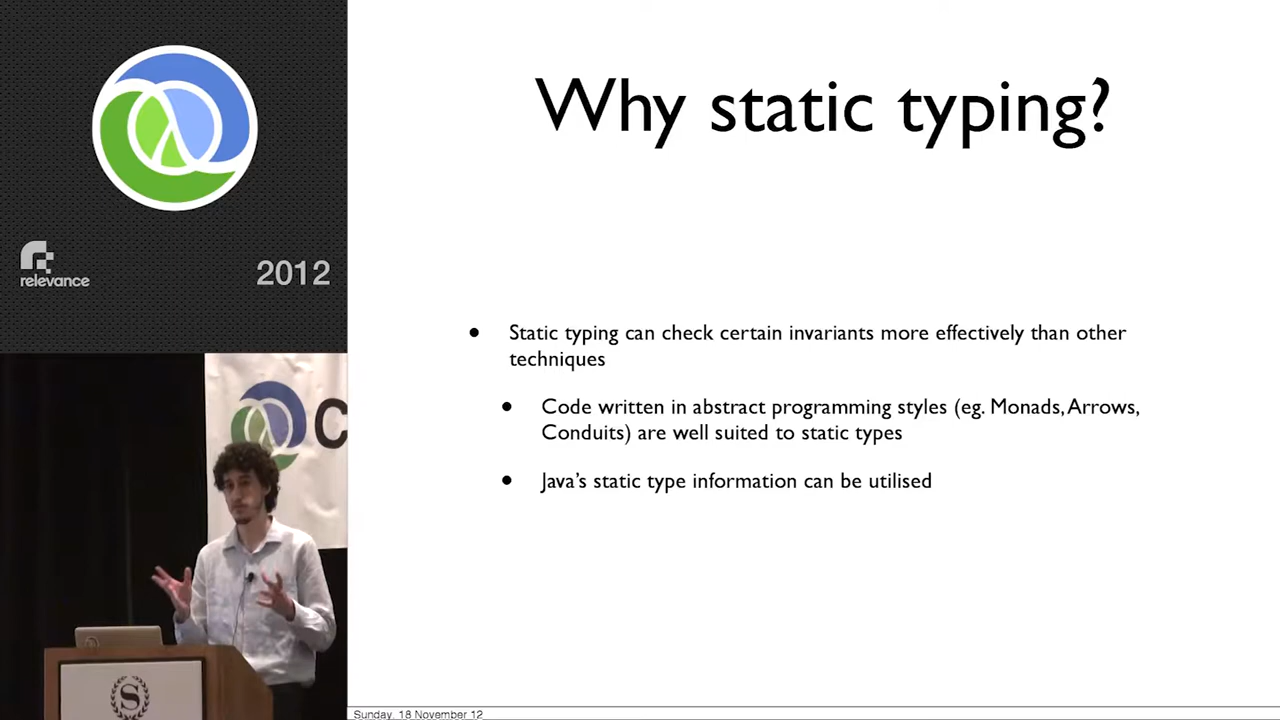 relevance
2012
C
S
Why static typing?
• Static typing can check certain invariants more effectively than other
techniques
• Code written in abstract programming styles (eg. Monads, Arrows,
Conduits) are well suited to static types
• Java's static type information can be utilised
Sunday, 18 November 12